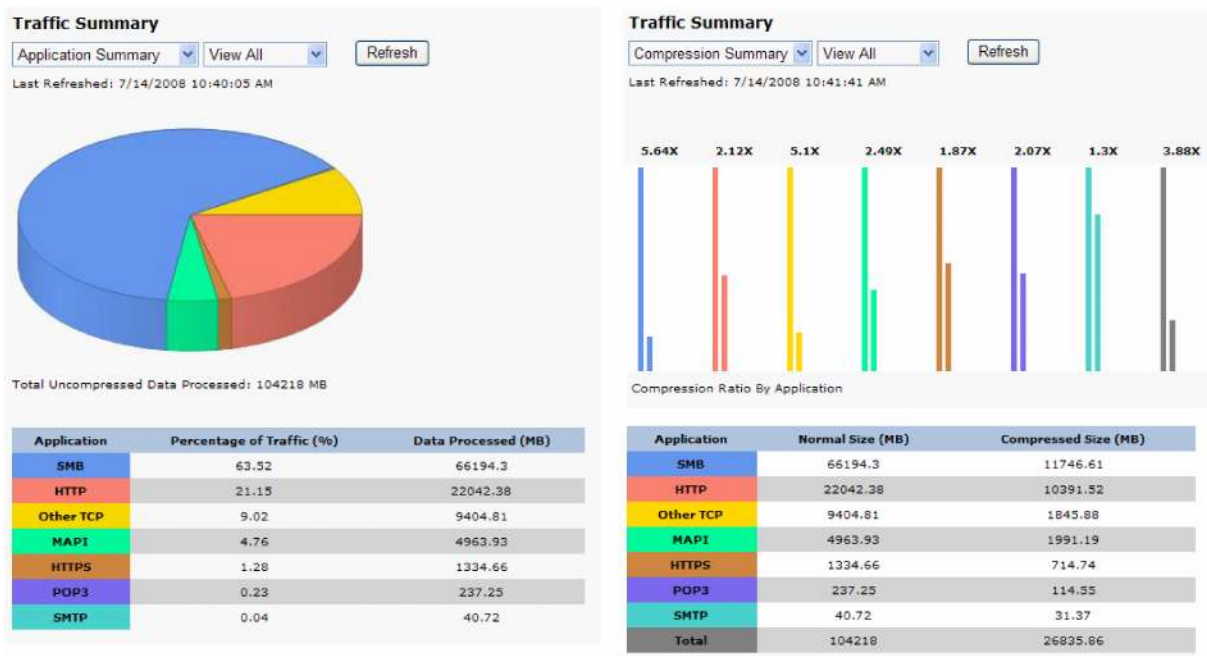 Traffic Summary
Application Summary View All Refresh
Last Refreshed: 7/14/2008 10:40:05 AM
Total Uncompressed Data Processed: 104218 MB
Application Percentage of Traffic (%) Data Processed (MB)
SMB 63.52 66194.3
HTTP 21.15 22042.38
Other TCP 9.02 9404.81
MAPI 4.76 4963.93
HTTPS 1.28 1334.66
POP3 0.23 237.25
SMTP 0.04 40.72
Traffic Summary
Compression Summary View All Refresh
Last Refreshed: 7/14/2008 10:41:41 AM
5.64X 2.12X 5.1X 2.49X 1.87X 2.07X 1.3X 3.88X
Compression Ratio By Application
Application Normal Size (MB) Compressed Size (MB)
SMB 66194.3 11746.61
HTTP 22042.38 10391.52
Other TCP 9404.81 1845.88
MAPI 4963.93 1991.19
HTTPS 1334.66 714.74
POP3 237.25 114.55
SMTP 40.72 31.37
Total 104218 26835.86